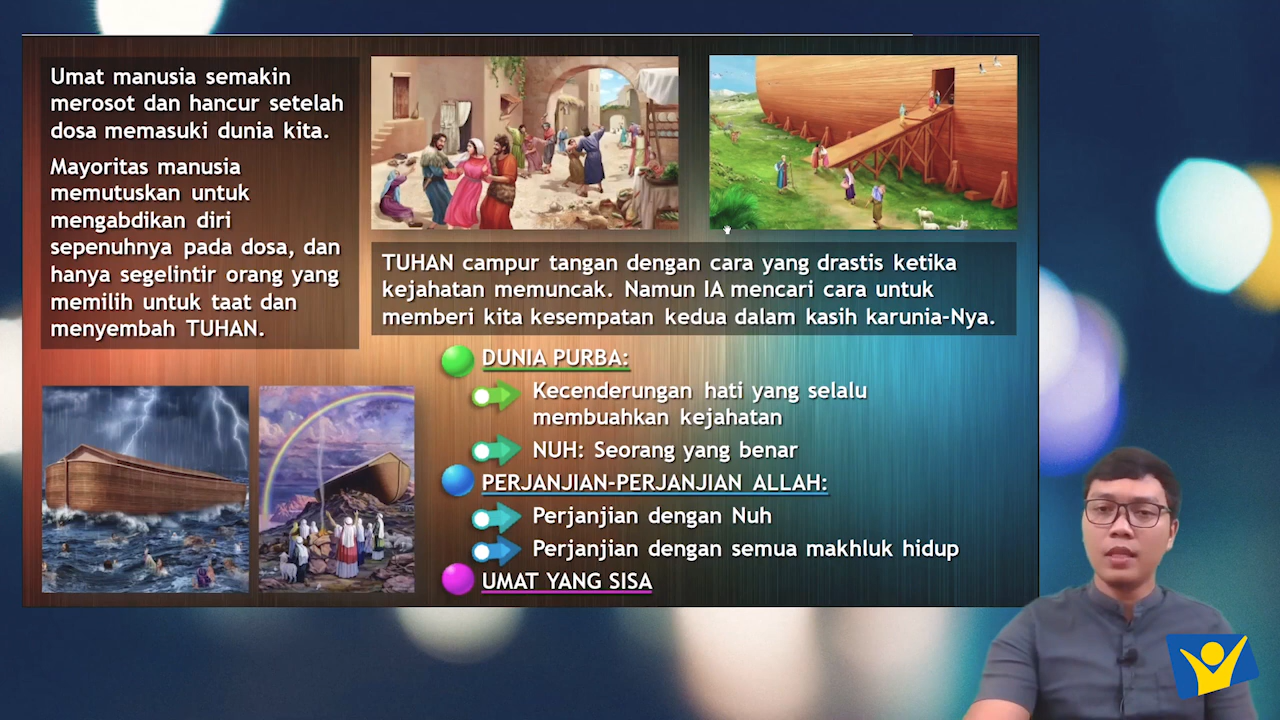 Umat manusia semakin
merosot dan hancur setelah
dosa memasuki dunia kita.
Mayoritas manusia
memutuskan untuk
mengabdikan diri
sepenuhnya pada dosa, dan
hanya segelintir orang yang
memilih untuk taat dan
menyembah TUHAN.
TUHAN campur tangan dengan cara yang drastis ketika
kejahatan memuncak. Namun IA mencari cara untuk
memberi kita kesempatan kedua dalam kasih karunia-Nya.
DUNIA PURBA:
Kecenderungan hati yang selalu
membuahkan kejahatan
NUH: Seorang yang benar
PERJANJIAN-PERJANJIAN ALLAH:
Perjanjian dengan Nuh
Perjanjian dengan semua makhluk hidup
UMAT YANG SISA